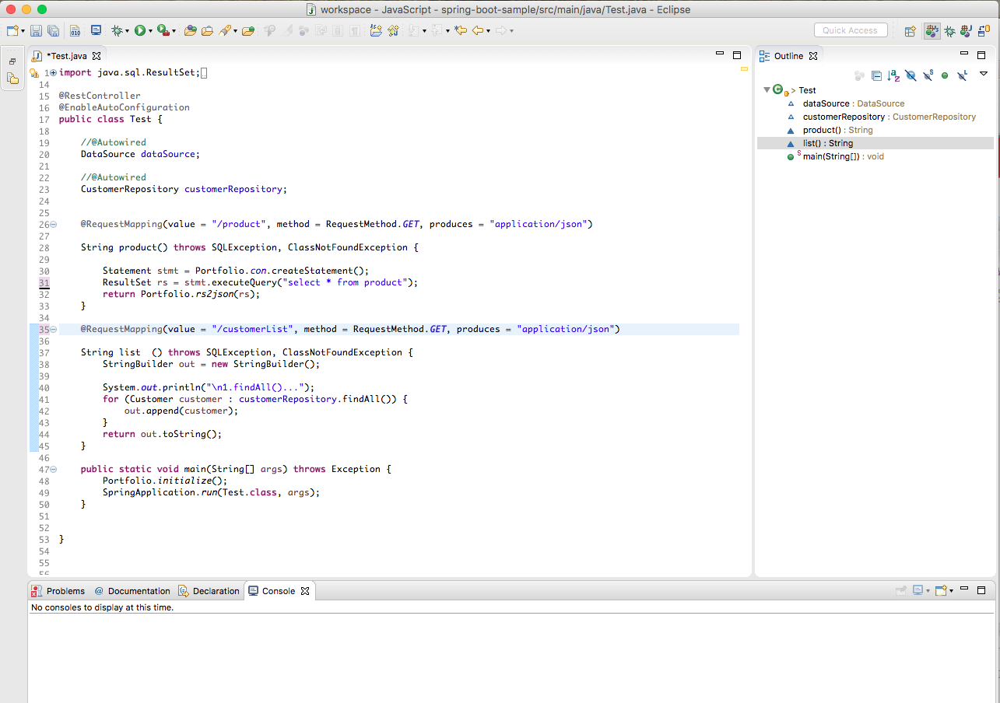 workspace - JavaScript - spring-boot-sample/src/main/java/Test.java - Eclipse
Quick Access
*Test.java
1 import java.sql.ResultSet;
14
15 @RestController
16 @EnableAutoConfiguration
17 public class Test {
18
19 //@Autowired
20 DataSource dataSource;
21
22 //@Autowired
23 CustomerRepository customerRepository;
24
25
26 @RequestMapping(value = "/product", method = RequestMethod.GET, produces = "application/json")
27
28 String product() throws SQLException, ClassNotFoundException {
29
30 Statement stmt = Portfolio.con.createStatement();
31 ResultSet rs = stmt.executeQuery("select * from product");
32 return Portfolio.rs2json(rs);
33 }
34
35 @RequestMapping(value = "/customerList", method = RequestMethod.GET, produces = "application/json")
36
37 String list  () throws SQLException, ClassNotFoundException {
38 StringBuilder out = new StringBuilder();
39
40 System.out.println("\n1.findAll()...");
41 for (Customer customer : customerRepository.findAll()) {
42 out.append(customer);
43 }
44 return out.toString();
45 }
46
47 public static void main(String[] args) throws Exception {
48 Portfolio.initialize();
49 SpringApplication.run(Test.class, args);
50 }
51
52
53 }
54
55
56
Outline
> Test
dataSource : DataSource
customerRepository : CustomerRepository
product() : String
list() : String
main(String[]) : void
Problems @ Documentation Declaration Console
No consoles to display at this time.